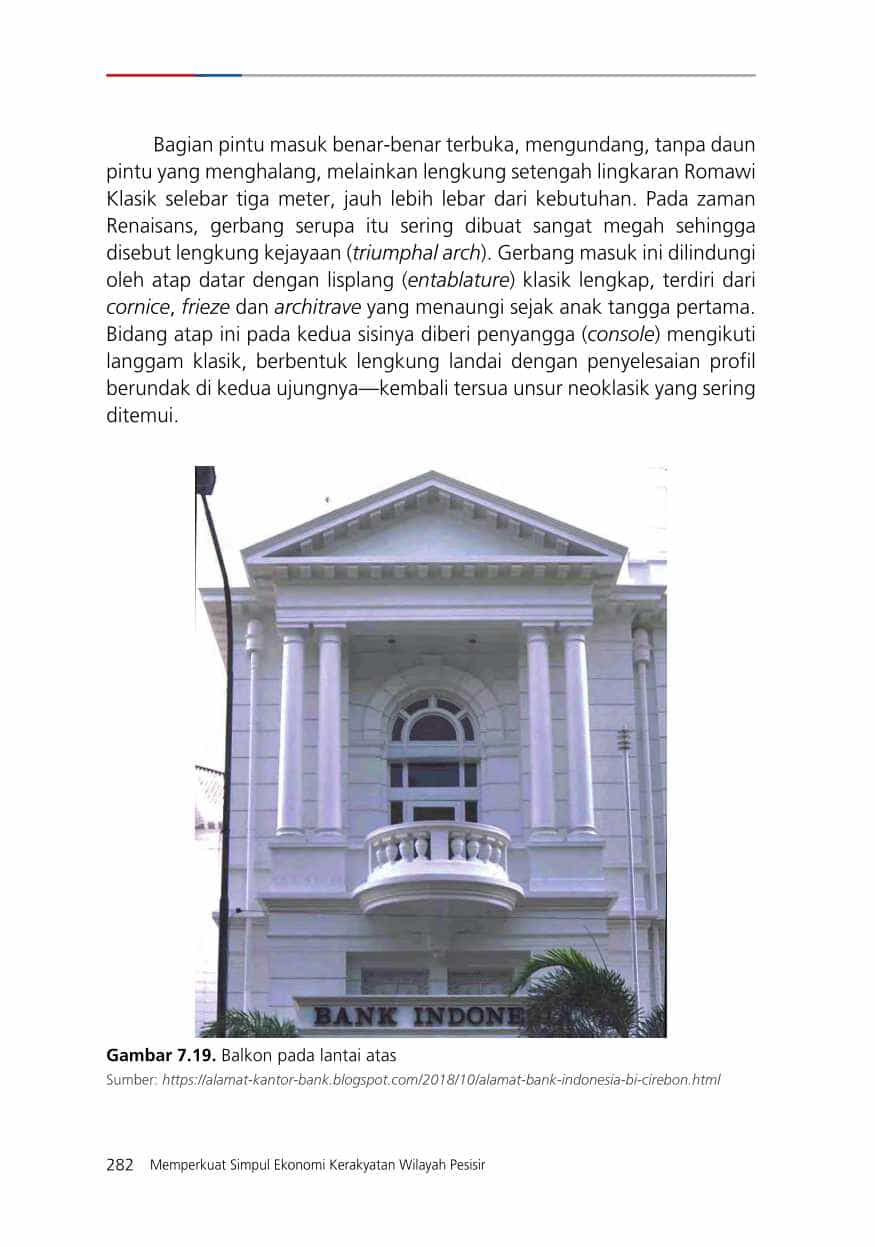 Bagian pintu masuk benar-benar terbuka, mengundang, tanpa daun
pintu yang menghalang, melainkan lengkung setengah lingkaran Romawi
Klasik selebar tiga meter, jauh lebih lebar dari kebutuhan. Pada zaman
Renaisans, gerbang serupa itu sering dibuat sangat megah sehingga
disebut lengkung kejayaan (triumphal arch). Gerbang masuk ini dilindungi
oleh atap datar dengan lisplang (entablature) klasik lengkap, terdiri dari
cornice, frieze dan architrave yang menaungi sejak anak tangga pertama.
Bidang atap ini pada kedua sisinya diberi penyangga (console) mengikuti
langgam klasik, berbentuk lengkung landai dengan penyelesaian profil
berundak di kedua ujungnya—kembali tersua unsur neoklasik yang sering
ditemui.
BANK INDONE
Gambar 7.19. Balkon pada lantai atas
Sumber: https://alamat-kantor-bank.blogspot.com/2018/10/alamat-bank-indonesia-bi-cirebon.html
282 Memperkuat Simpul Ekonomi Kerakyatan Wilayah Pesisir